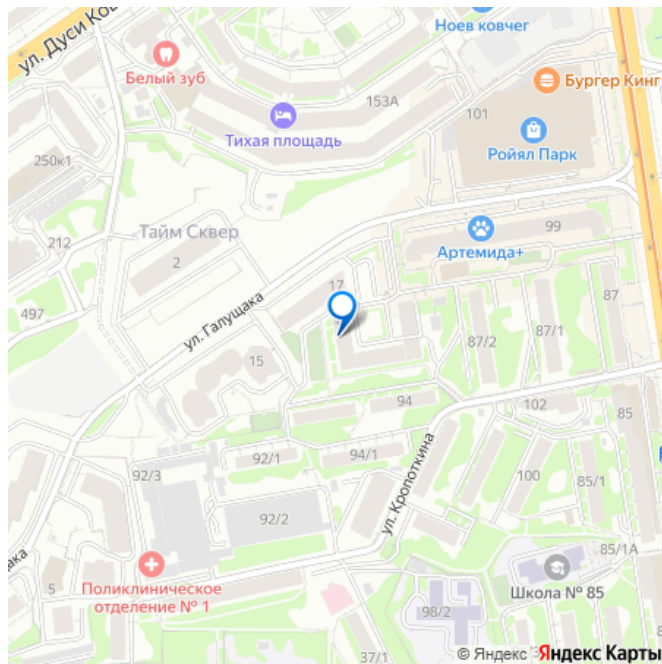 Ноев ковчег
ул. Дуси Ков
Белый зуб
Бургер Кинг
153А
101
Тихая площадь
Ройял Парк
250к1
99
212
Тайм Сквер
Артемида+
2
17
87
497
ул. Галущака
87/2
87/1
15
94
102
85
92/1
94/1
ул. Кропоткина
92/3
100
85/1
92/2
85/1А
5
Поликлиническое
отделение № 1
Школа № 85
98/2
37/1
© Яндекс
Яндекс Карты